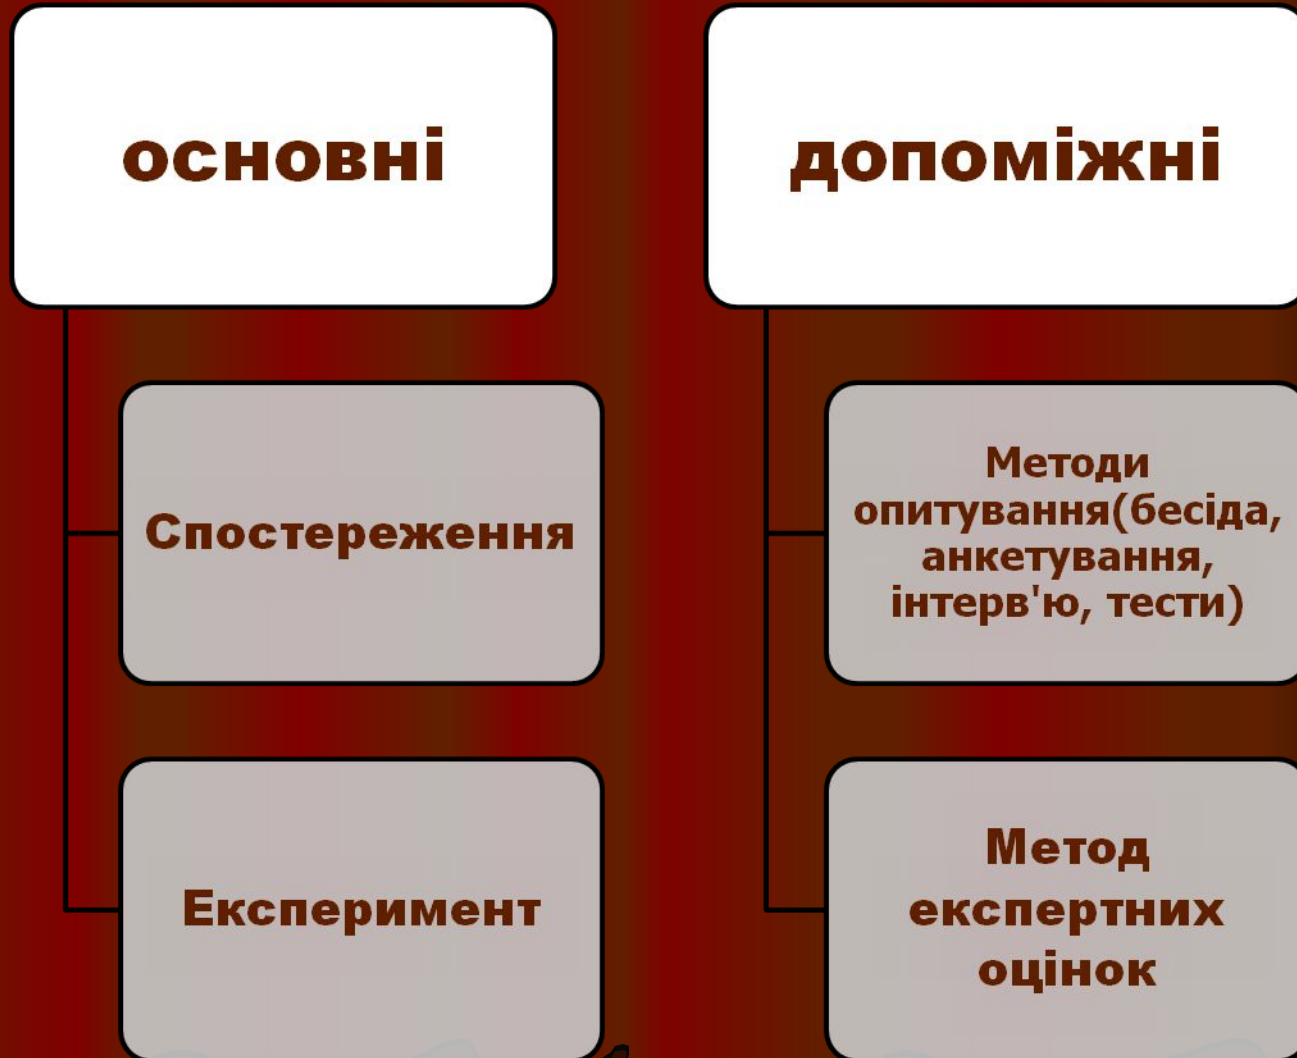 основні
Спостереження
Експеримент
допоміжні
Методи
опитування(бесіда,
анкетування,
інтерв'ю, тести)
Метод
експертних
оцінок